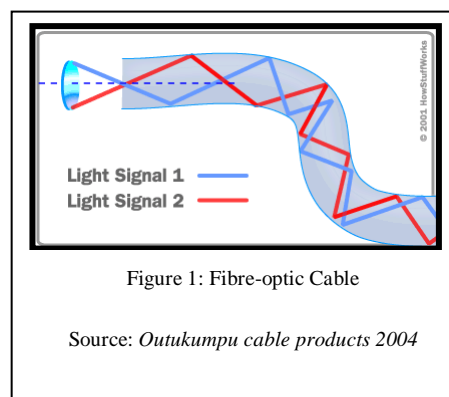 © 2001 HowStuffWorks
Light Signal 1
Light Signal 2
Figure 1: Fibre-optic Cable
Source: Outukumpu cable products 2004